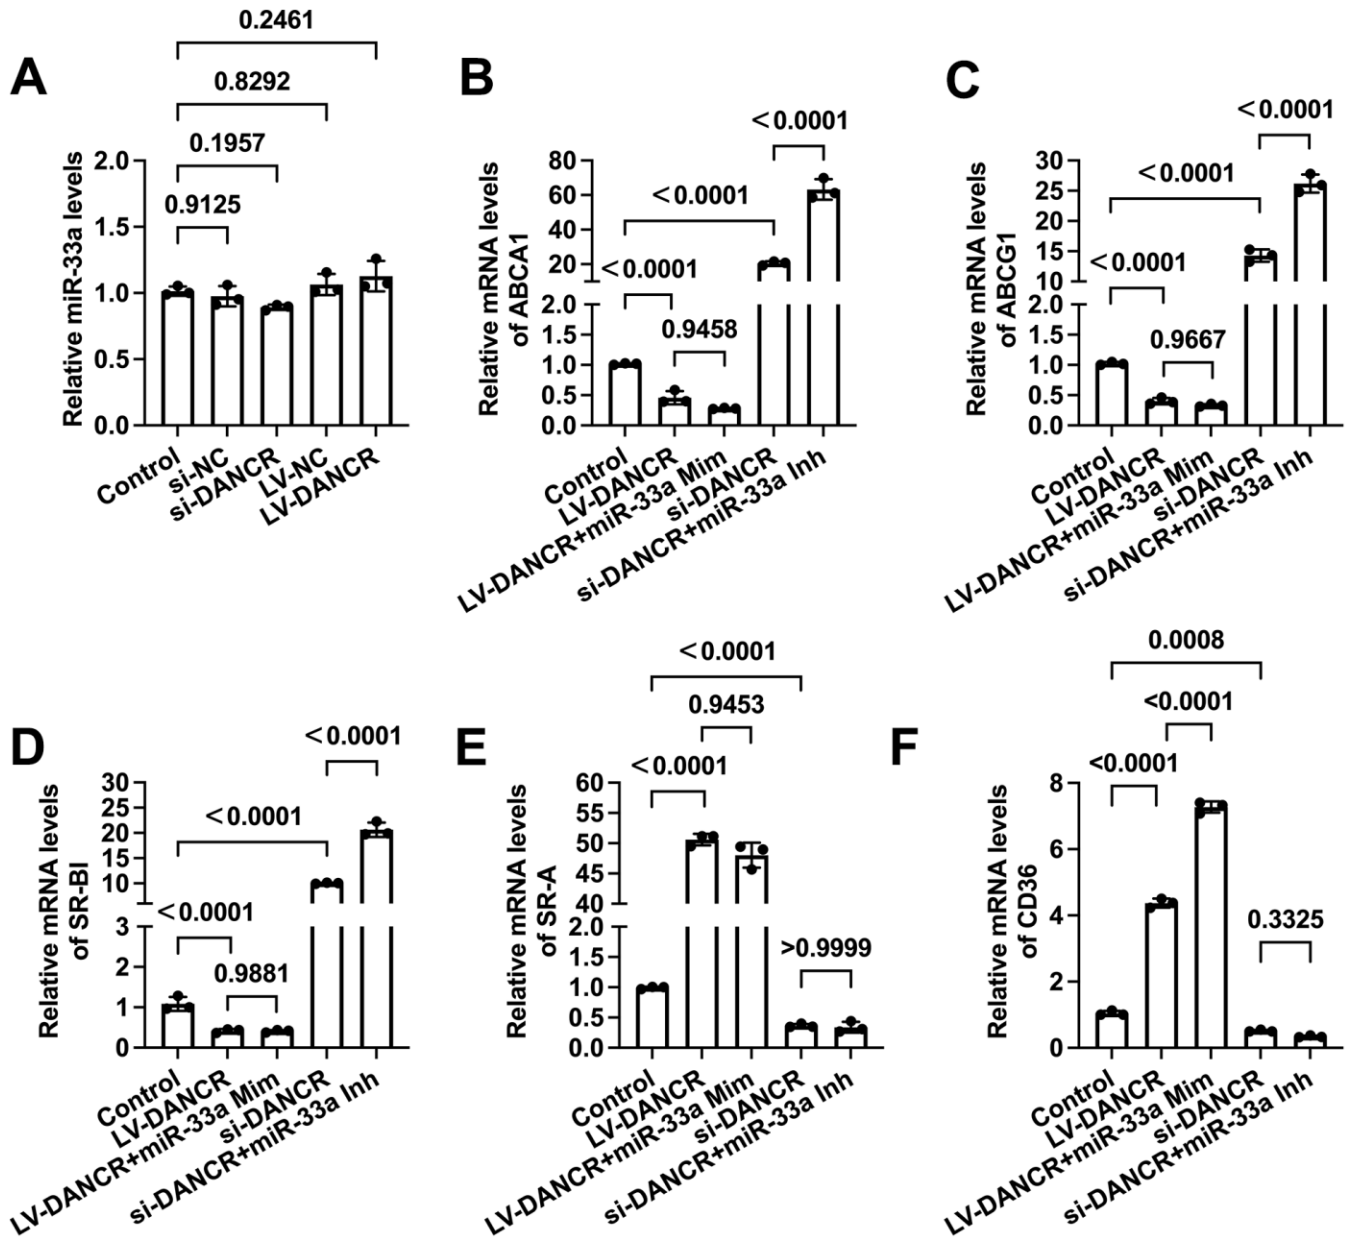 A
0.2461
0.8292
0.1957
0.9125
Relative miR-33a levels
2.0
1.5
1.0
0.5
0.0
Control
si-NC
si-DANCR
LV-NC
LV-DANCR
B
<0.0001
<0.0001
<0.0001
0.9458
Relative mRNA levels
of ABCA1
80
60
40
20
2.0
1.5
1.0
0.5
0.0
Control
LV-DANCR
LV-DANCR+miR-33a Mim
si-DANCR
si-DANCR+miR-33a Inh
C
<0.0001
<0.0001
<0.0001
0.9667
Relative mRNA levels
of ABCG1
30
25
20
15
10
2.0
1.5
1.0
0.5
0.0
Control
LV-DANCR
LV-DANCR+miR-33a Mim
si-DANCR
si-DANCR+miR-33a Inh
D
<0.0001
<0.0001
<0.0001
0.9881
Relative mRNA levels
of SR-BI
30
25
20
15
10
3
2
1
0
Control
LV-DANCR
LV-DANCR+miR-33a Mim
si-DANCR
si-DANCR+miR-33a Inh
E
<0.0001
0.9453
<0.0001
>0.9999
Relative mRNA levels
of SR-A
60
55
50
45
40
2.0
1.5
1.0
0.5
0.0
Control
LV-DANCR
LV-DANCR+miR-33a Mim
si-DANCR
si-DANCR+miR-33a Inh
F
0.0008
<0.0001
<0.0001
0.3325
Relative mRNA levels
of CD36
8
6
4
2
0
Control
LV-DANCR
LV-DANCR+miR-33a Mim
si-DANCR
si-DANCR+miR-33a Inh